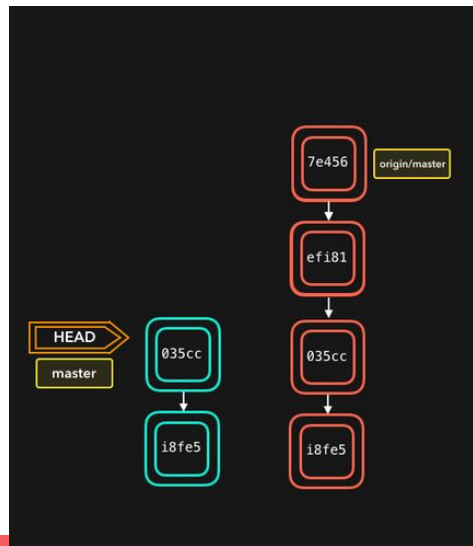 7e456
origin/master
efi81
HEAD
master
035cc
035cc
i8fe5
i8fe5